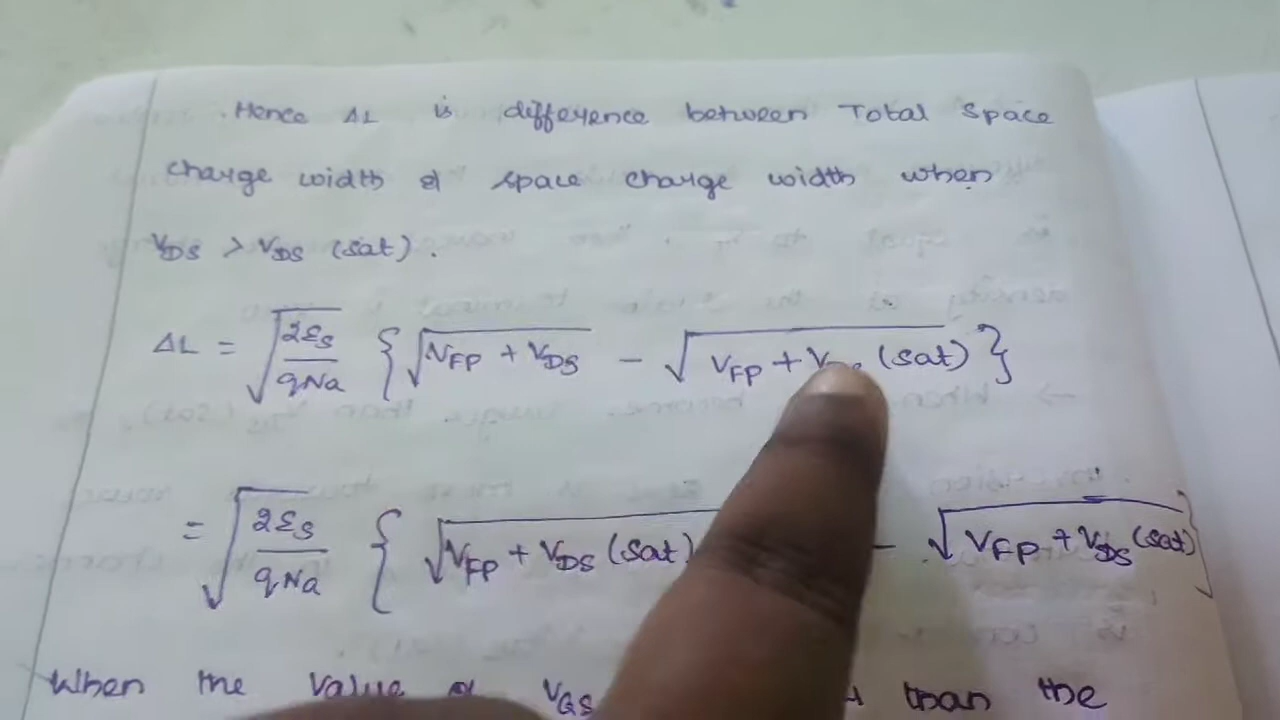 Hence ΔL is difference between Total Space
charge width & space charge width when
VDS > VDS (sat).
ΔL = √(2εs/qNa) { √(VFP + VDS) - √(VFP + V (sat)) }
= √(2εs/qNa) { √(VFP + VDS (sat) - √(VFP + VDS (sat)) }
When the value of VGS than the